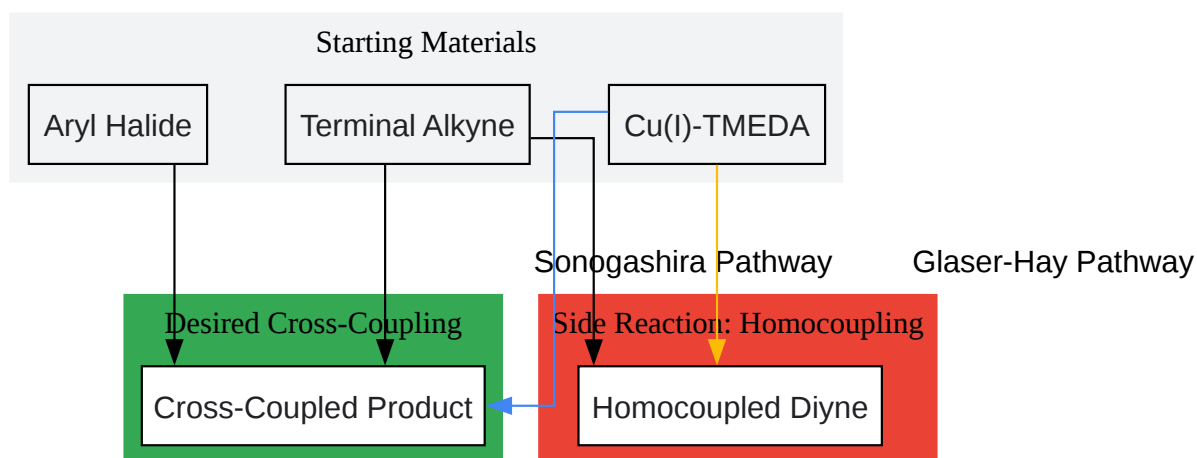 Starting Materials
Aryl Halide
Terminal Alkyne
Cu(I)-TMEDA
Sonogashira Pathway
Glaser-Hay Pathway
Desired Cross-Coupling
Side Reaction: Homocoupling
Cross-Coupled Product
Homocoupled Diyne